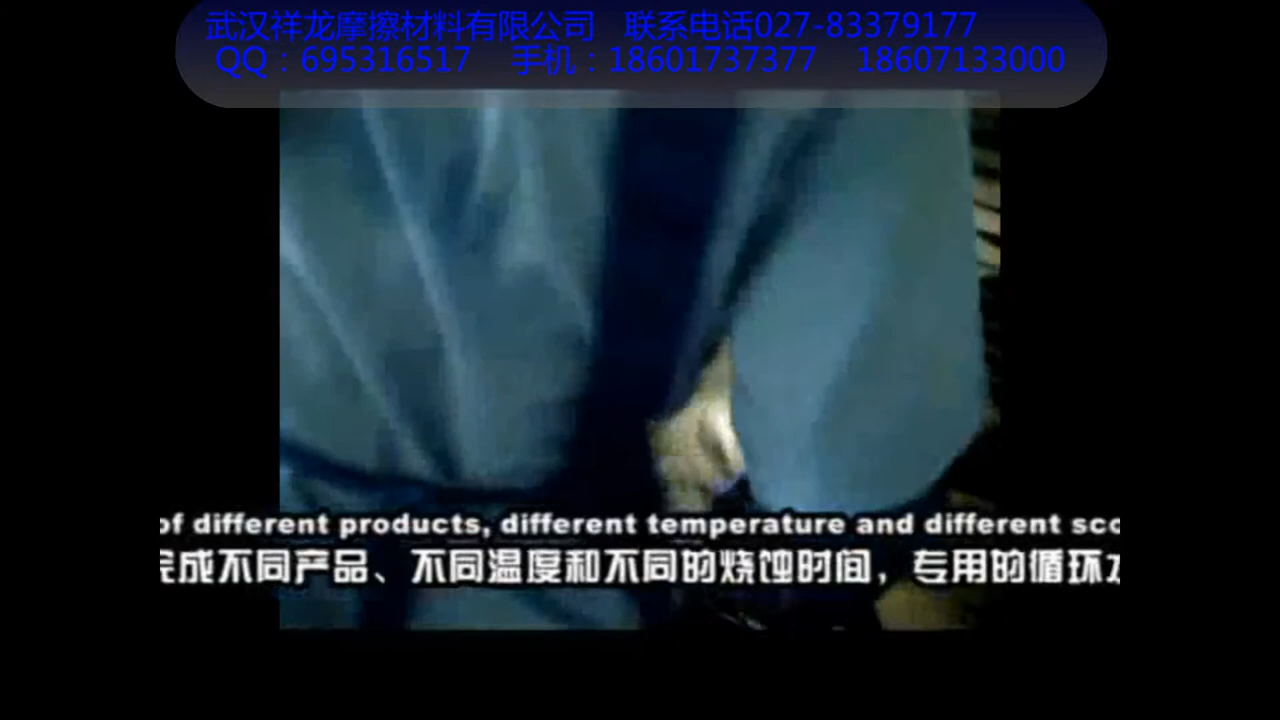 武汉祥龙摩擦材料有限公司 联系电话027-83379177
QQ：695316517 手机：18601737377 18607133000
of different products, different temperature and different
成不同产品、不同温度和不同的烧蚀时间，专用的循环